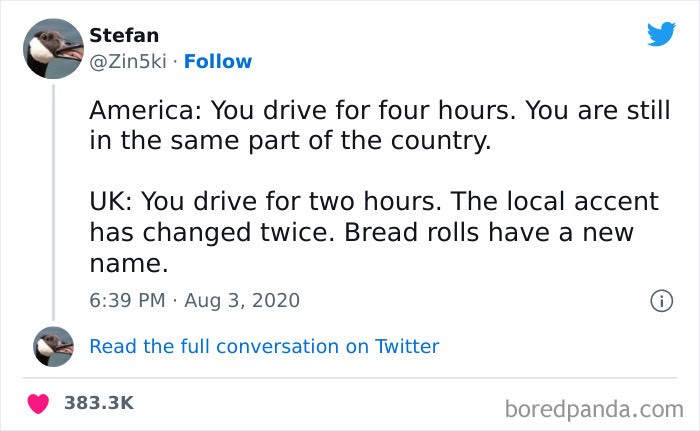 Stefan
@Zin5ki · Follow
America: You drive for four hours. You are still
in the same part of the country.
UK: You drive for two hours. The local accent
has changed twice. Bread rolls have a new
name.
6:39 PM · Aug 3, 2020
Read the full conversation on Twitter
383.3K
boredpanda.com